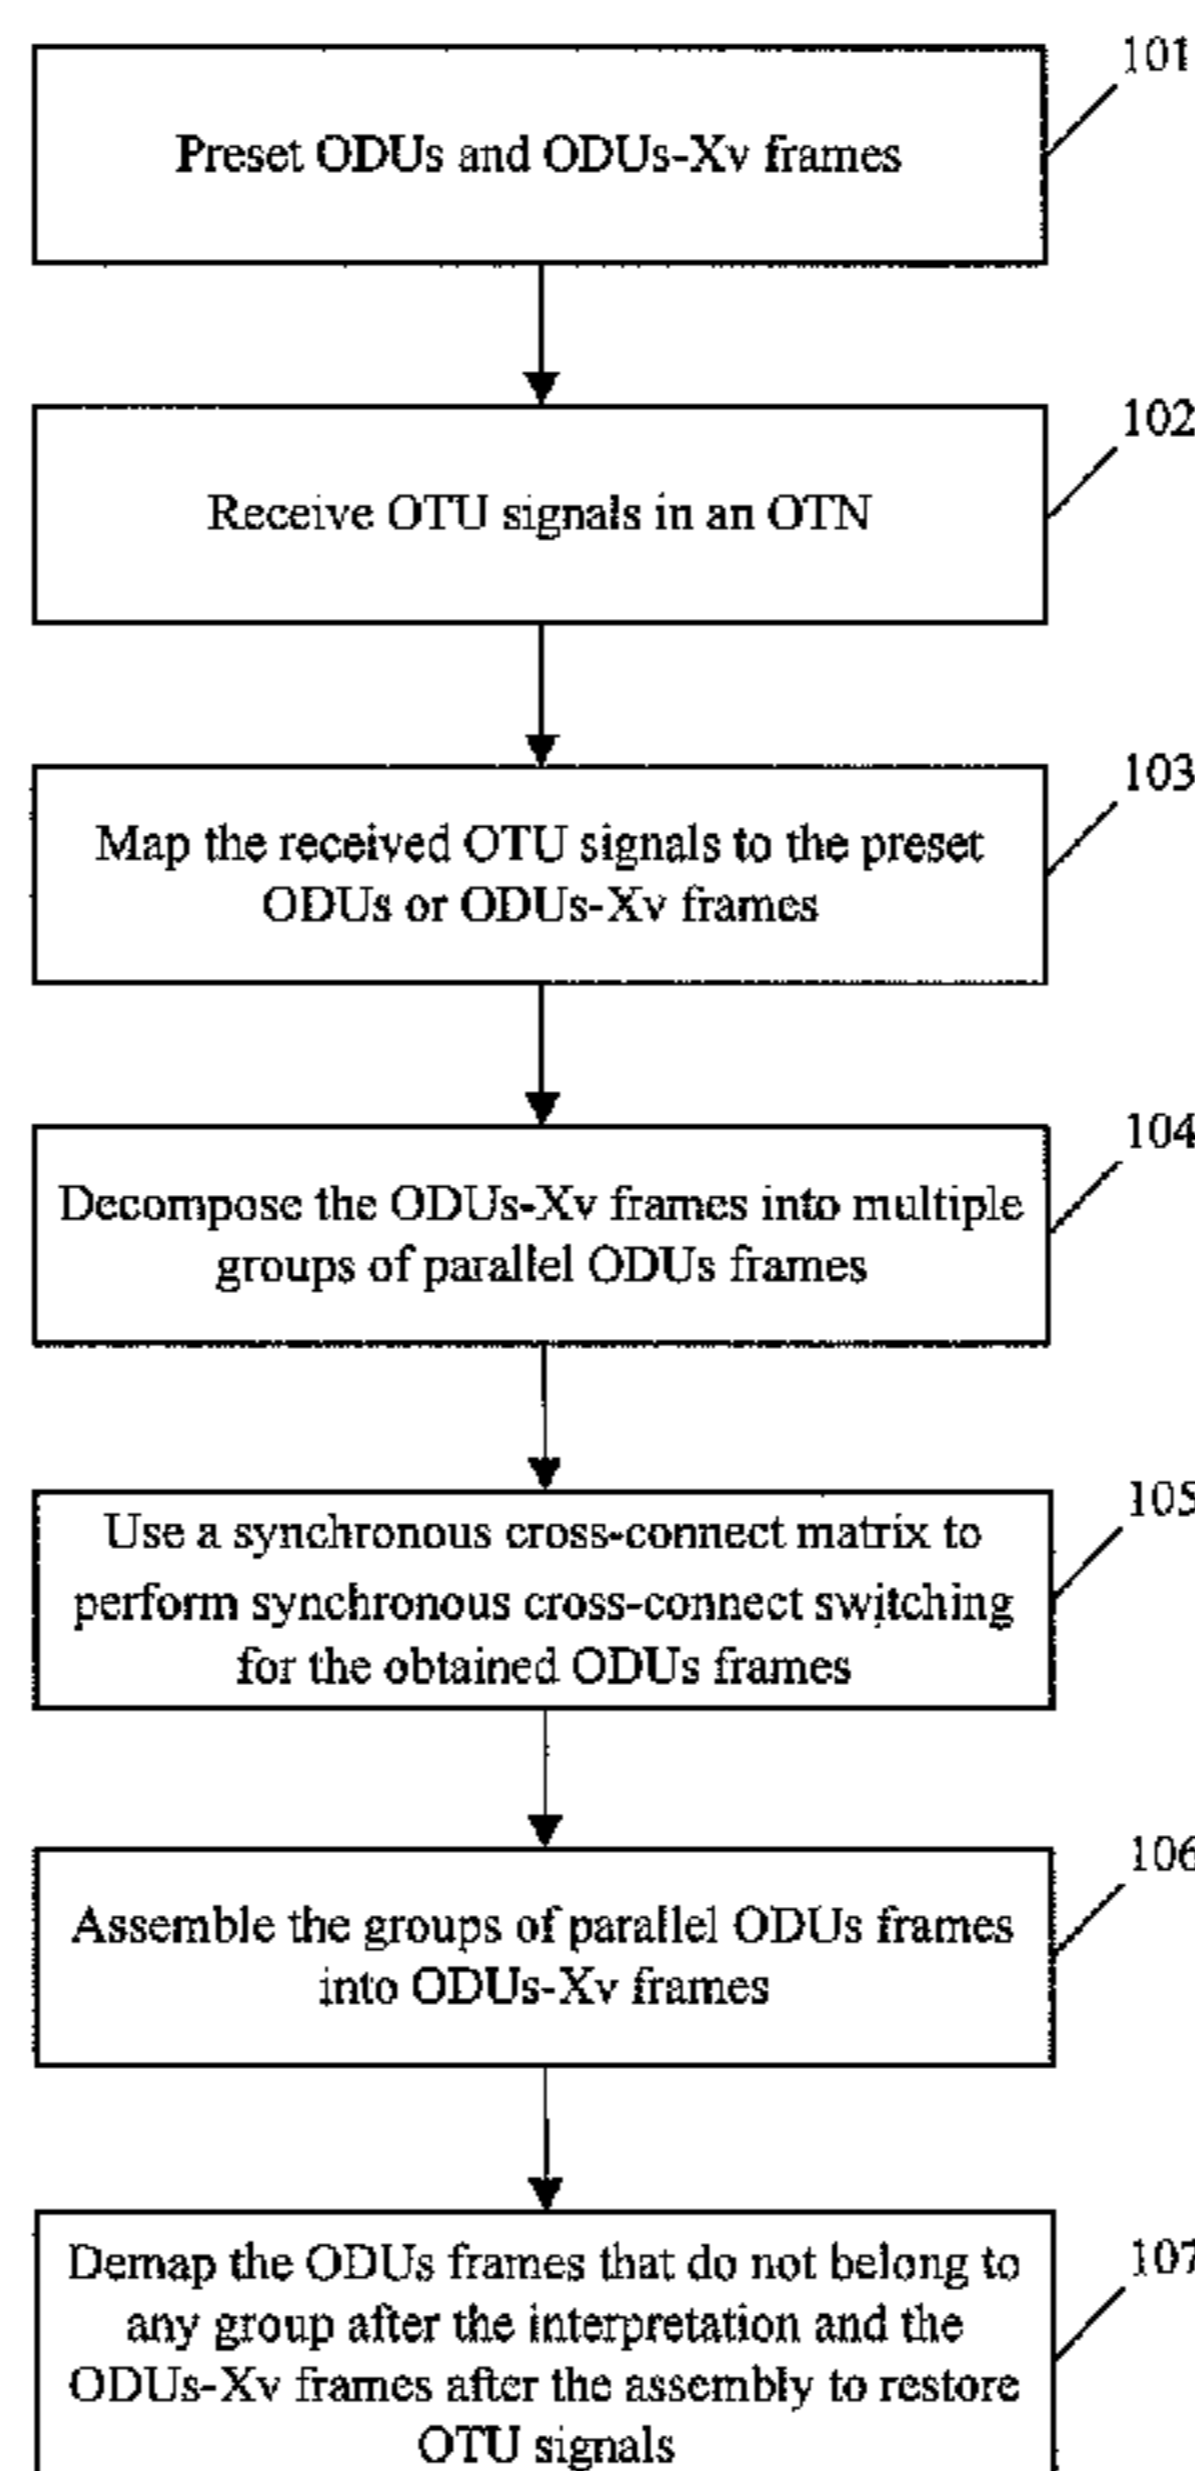 101
Preset ODUs and ODUs-Xv frames
102
Receive OTU signals in an OTN
103
Map the received OTU signals to the preset
ODUs or ODUs-Xv frames
104
Decompose the ODUs-Xv frames into multiple
groups of parallel ODUs frames
105
Use a synchronous cross-connect matrix to
perform synchronous cross-connect switching
for the obtained ODUs frames
106
Assemble the groups of parallel ODUs frames
into ODUs-Xv frames
107
Demap the ODUs frames that do not belong to
any group after the interpretation and the
ODUs-Xv frames after the assembly to restore
OTU signals